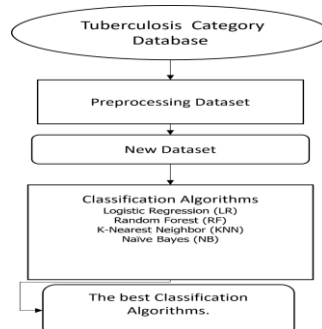 Tuberculosis Category
Database
Preprocessing Dataset
New Dataset
Classification Algorithms
Logistic Regression (LR)
Random Forest (RF)
K-Nearest Neighbor (KNN)
Naïve Bayes (NB)
The best Classification
Algorithms.